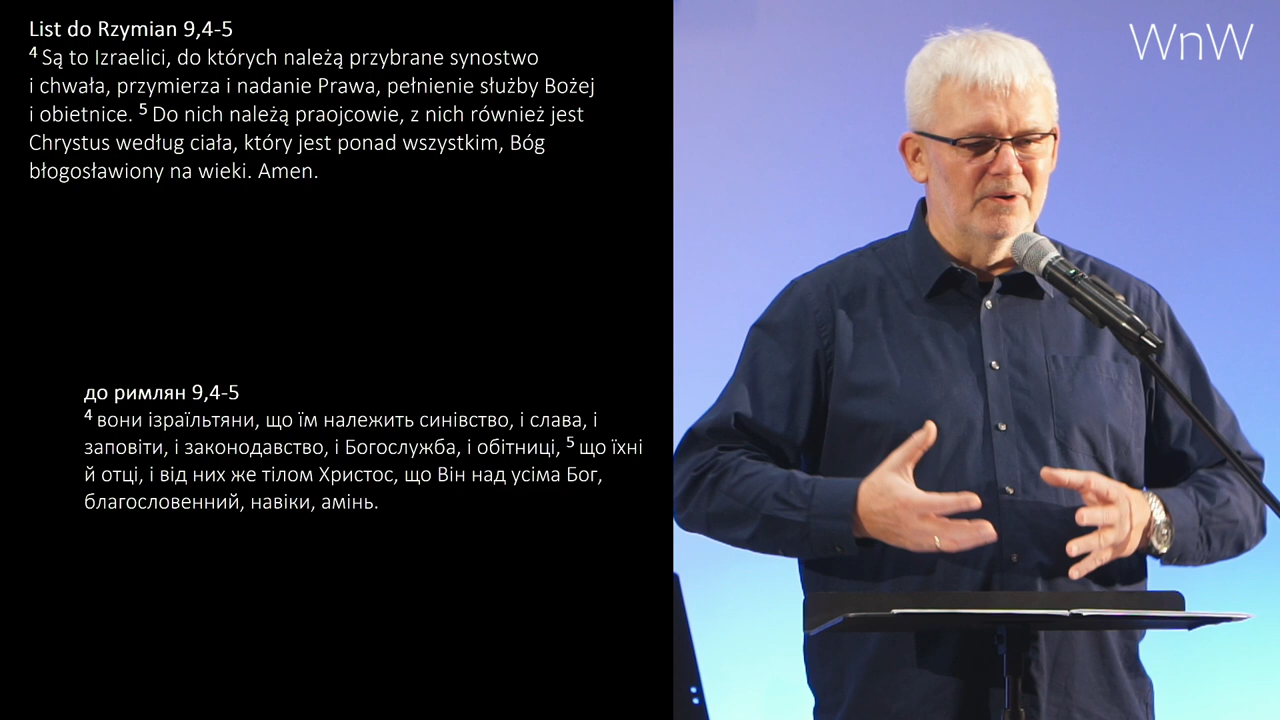 List do Rzymian 9,4-5
4 Są to Izraelici, do których należą przybrane synostwo
i chwała, przymierza i nadanie Prawa, pełnienie służby Bożej
i obietnice. 5 Do nich należą praojcowie, z nich również jest
Chrystus według ciała, który jest ponad wszystkim, Bóg
błogosławiony na wieki. Amen.
до римлян 9,4-5
4 вони ізраїльтяни, що їм належить синівство, і слава, і
заповіти, і законодавство, і Богослужба, і обітниці, 5 що їхні
й отці, і від них же тілом Христос, що Він над усіма Бог,
благословенний, навіки, амінь.
WnW